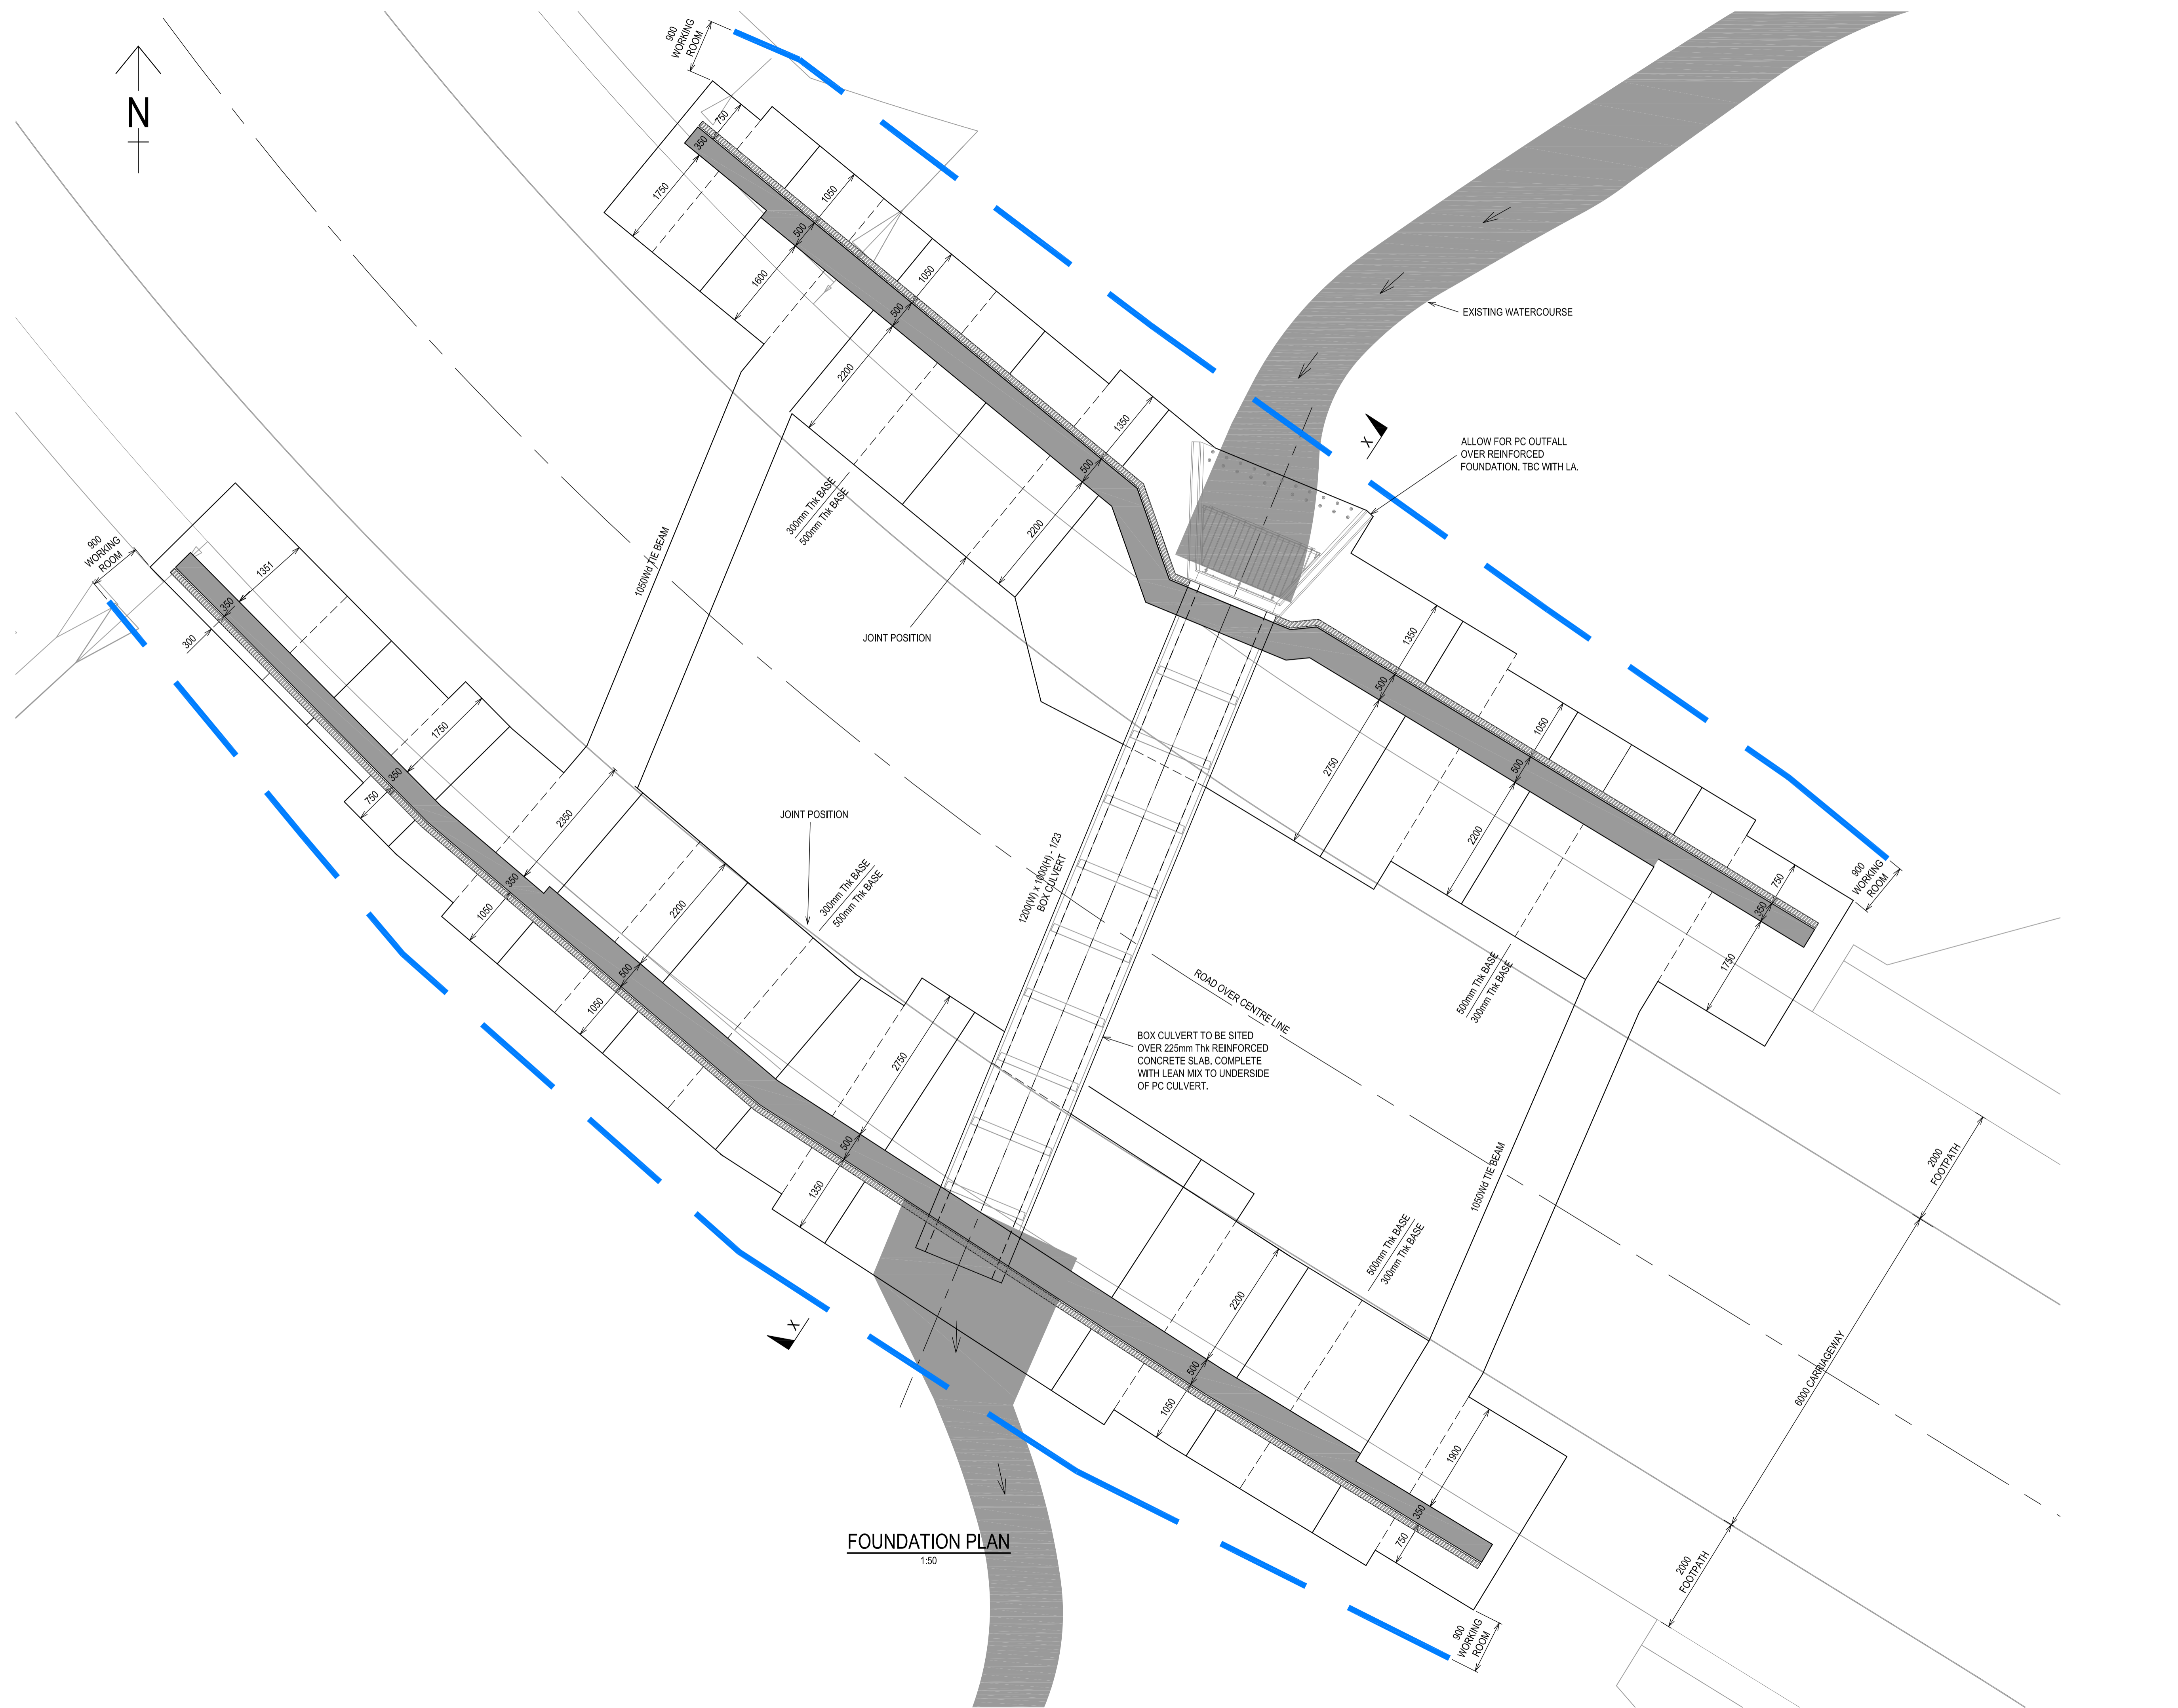 N
900
WORKING
ROOM
750
350
1750
1050
500
1600
1050
500
2200
1350
500
2200
300mm Thk BASE
500mm Thk BASE
1050Wd TIE BEAM
JOINT POSITION
EXISTING WATERCOURSE
X
ALLOW FOR PC OUTFALL
OVER REINFORCED
FOUNDATION. TBC WITH LA.
900
WORKING
ROOM
1351
350
300
1750
350
750
2350
350
1050
2200
500
1050
JOINT POSITION
300mm Thk BASE
500mm Thk BASE
2750
500
1350
1350
500
2750
1050
500
2200
750
350
1750
900
WORKING
ROOM
500mm Thk BASE
300mm Thk BASE
1200(W) x 1000(H) - 1/23
BOX CULVERT
ROAD OVER CENTRE LINE
BOX CULVERT TO BE SITED
OVER 225mm Thk REINFORCED
CONCRETE SLAB. COMPLETE
WITH LEAN MIX TO UNDERSIDE
OF PC CULVERT.
1050Wd TIE BEAM
2000
FOOTPATH
6000 CARRIAGEWAY
2000
FOOTPATH
500mm Thk BASE
300mm Thk BASE
2200
500
1050
1900
350
750
X
900
WORKING
ROOM
FOUNDATION PLAN
1:50